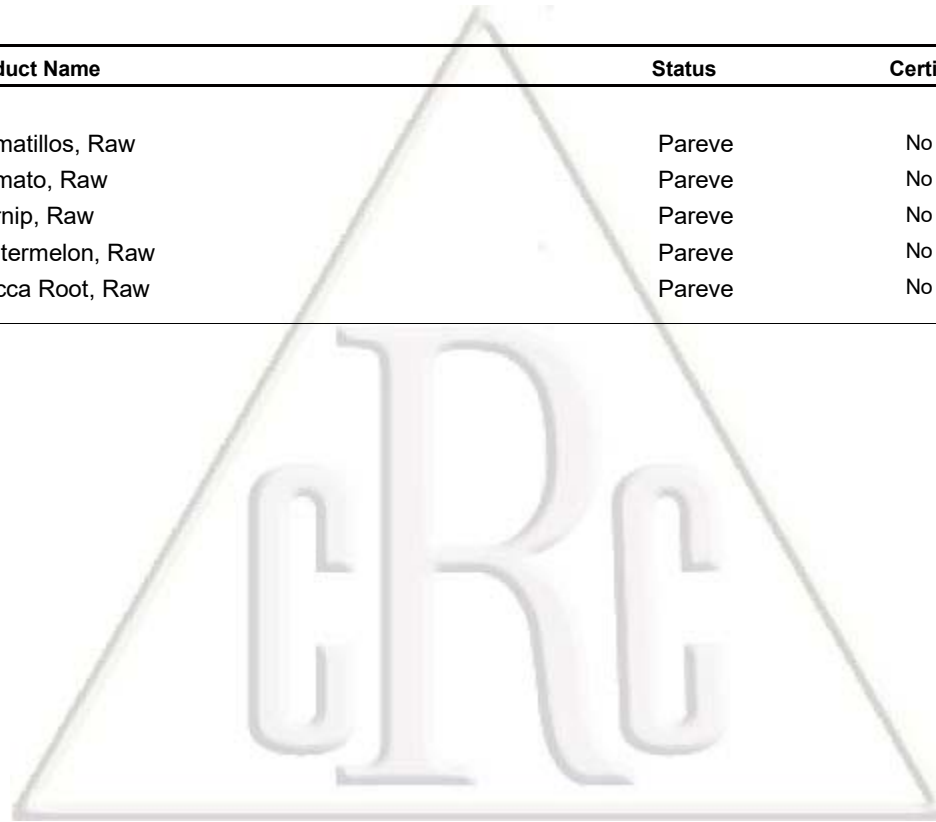 duct Name Status Certi
matillos, Raw Pareve No
mato, Raw Pareve No
rnip, Raw Pareve No
termelon, Raw Pareve No
cca Root, Raw Pareve No
cRc